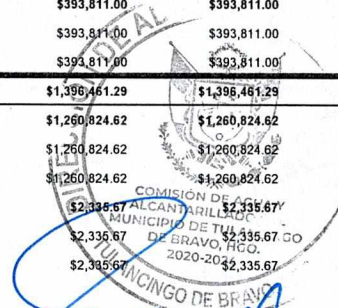 $393,811.00 $393,811.00
$393,811.00 $393,811.00
$393,811.00 $393,811.00
$1,396,461.29 $1,396,461.29
$1,260,824.62 $1,260,824.62
$1,260,824.62 $1,260,824.62
$1,260,824.62 $1,260,824.62
$2,335.67 $2,335.67
$2,335.67 $2,335.67
$2,335.67 $2,335.67
COMISIÓN DE
ALCANTARILLADO
MUNICIPIO DE
DE BRAVO, HGO.
ULANCINGO DE BRAVO